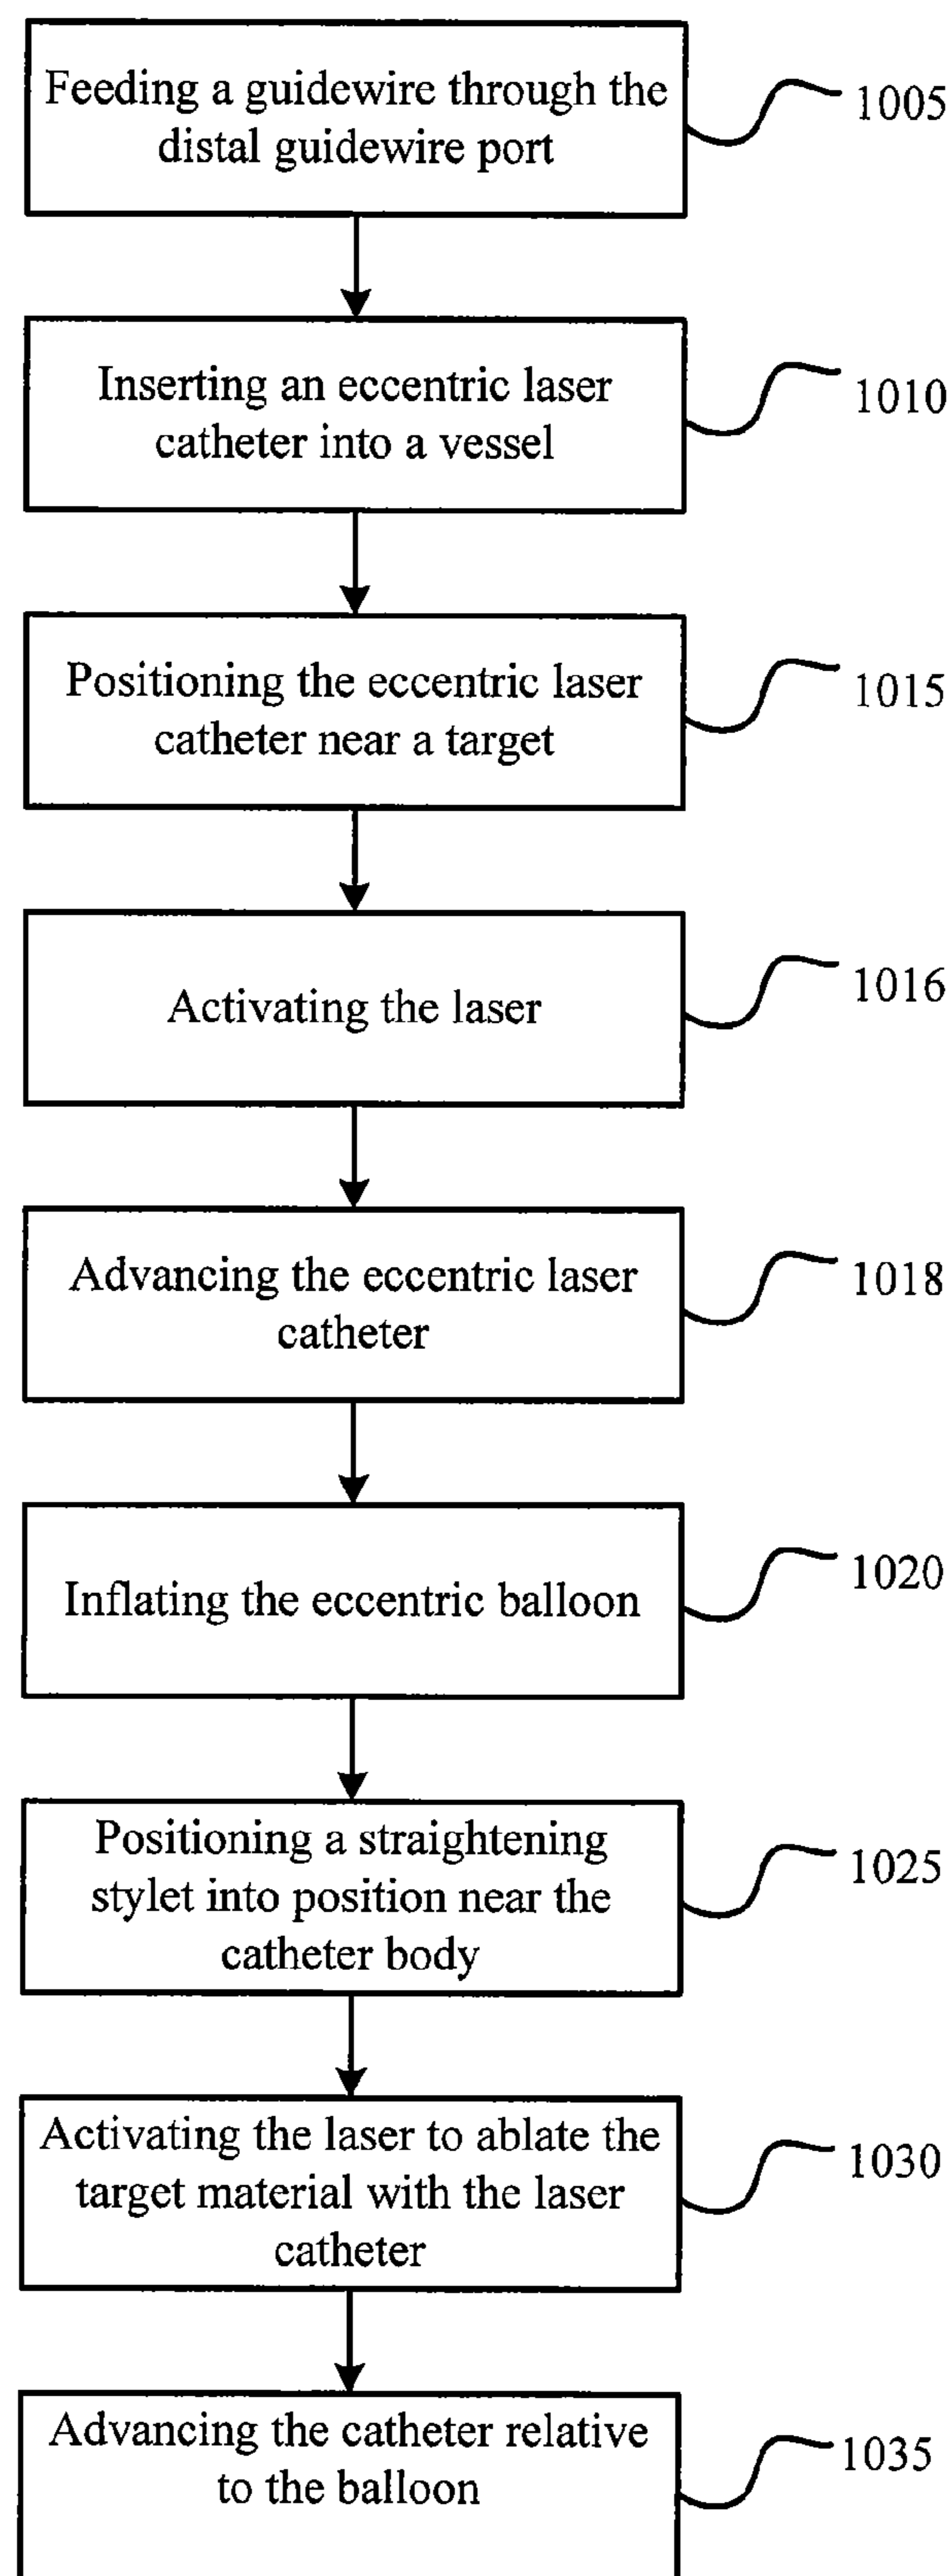 Feeding a guidewire through the
distal guidewire port
1005
Inserting an eccentric laser
catheter into a vessel
1010
Positioning the eccentric laser
catheter near a target
1015
Activating the laser
1016
Advancing the eccentric laser
catheter
1018
Inflating the eccentric balloon
1020
Positioning a straightening
stylet into position near the
catheter body
1025
Activating the laser to ablate the
target material with the laser
catheter
1030
Advancing the catheter relative
to the balloon
1035